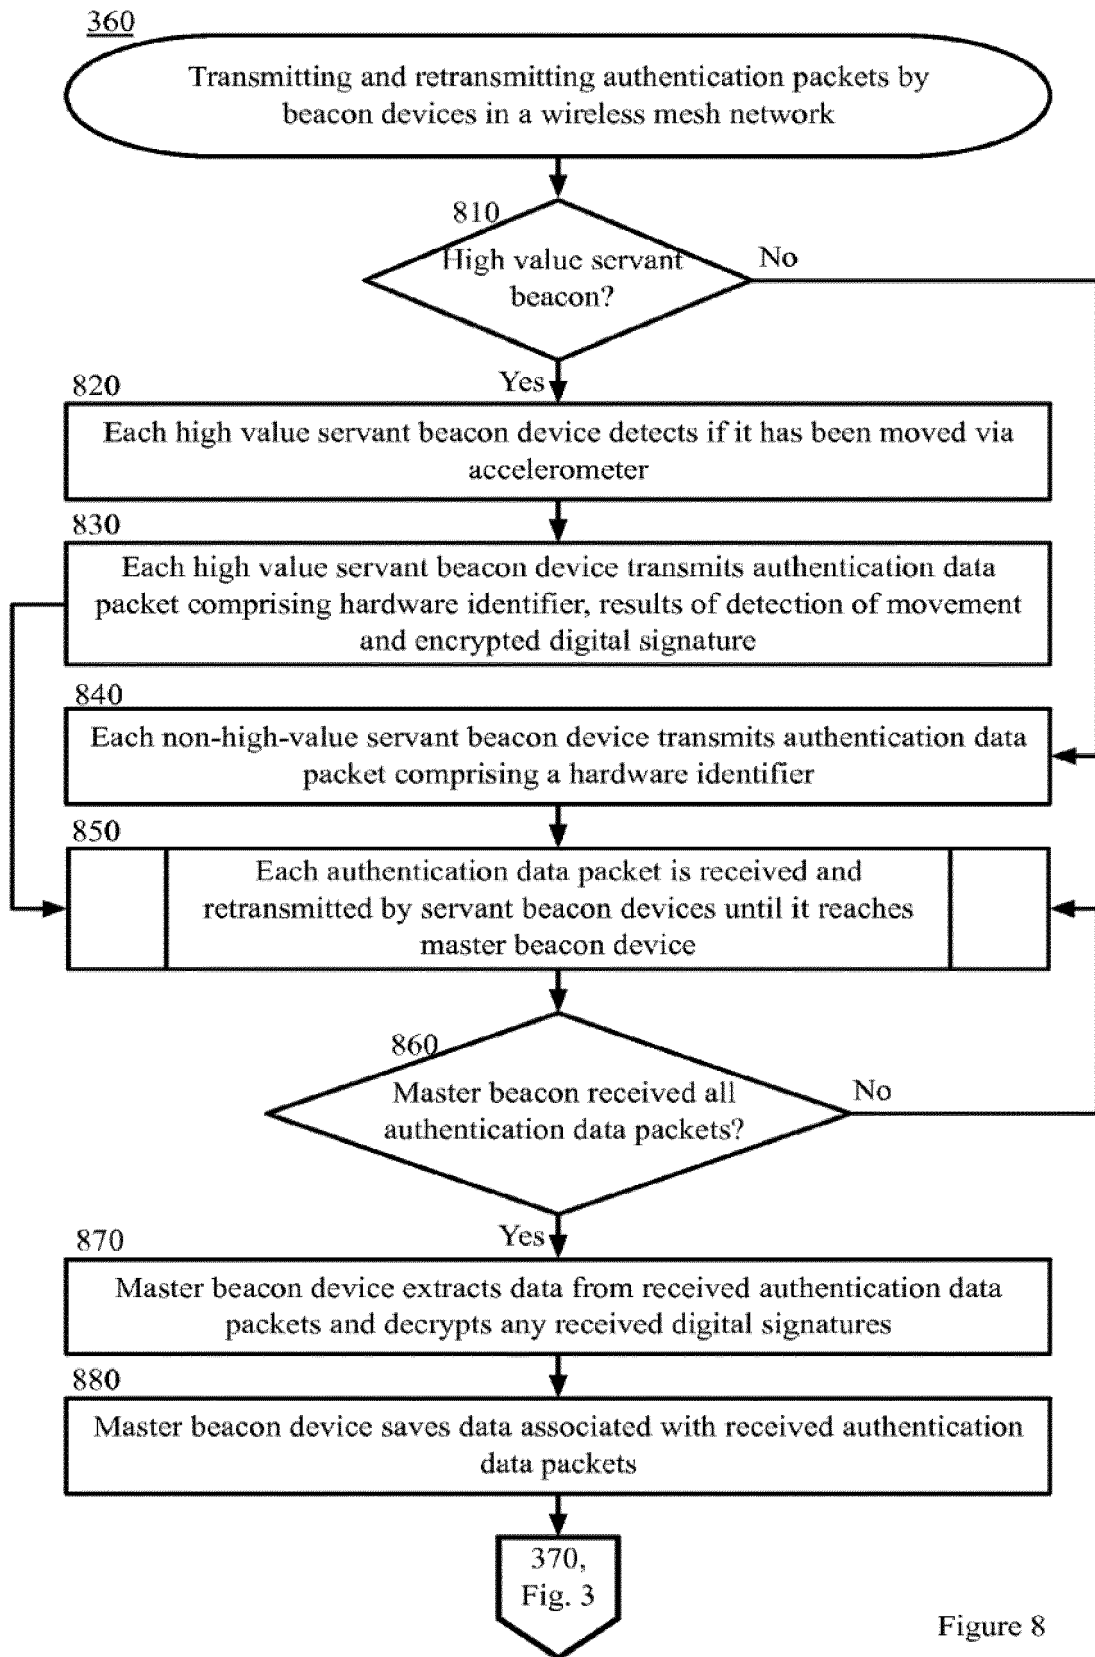 360
Transmitting and retransmitting authentication packets by
beacon devices in a wireless mesh network
810
High value servant
beacon?
No
Yes
820
Each high value servant beacon device detects if it has been moved via
accelerometer
830
Each high value servant beacon device transmits authentication data
packet comprising hardware identifier, results of detection of movement
and encrypted digital signature
840
Each non-high-value servant beacon device transmits authentication data
packet comprising a hardware identifier
850
Each authentication data packet is received and
retransmitted by servant beacon devices until it reaches
master beacon device
860
Master beacon received all
authentication data packets?
No
Yes
870
Master beacon device extracts data from received authentication data
packets and decrypts any received digital signatures
880
Master beacon device saves data associated with received authentication
data packets
370,
Fig. 3
Figure 8